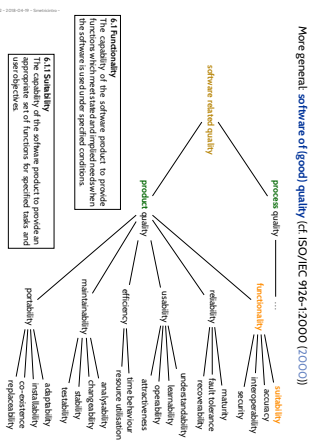 More general: software of (good) quality (cf. ISO/IEC 9126-1:2000 (2000))
software related quality
process quality
...
product quality
functionality
suitability
accuracy
interoperability
security
reliability
maturity
fault tolerance
recoverability
usability
understandability
learnability
operability
attractiveness
efficiency
time behaviour
resource utilisation
maintainability
analysability
changeability
stability
testability
portability
adaptability
installability
co-existence
replaceability
6.1 Functionality
The capability of the software product to provide
functions which meet stated and implied needs when
the software is used under specified conditions.
6.1.1 Suitability
The capability of the software product to provide an
appropriate set of functions for specified tasks and
user objectives.